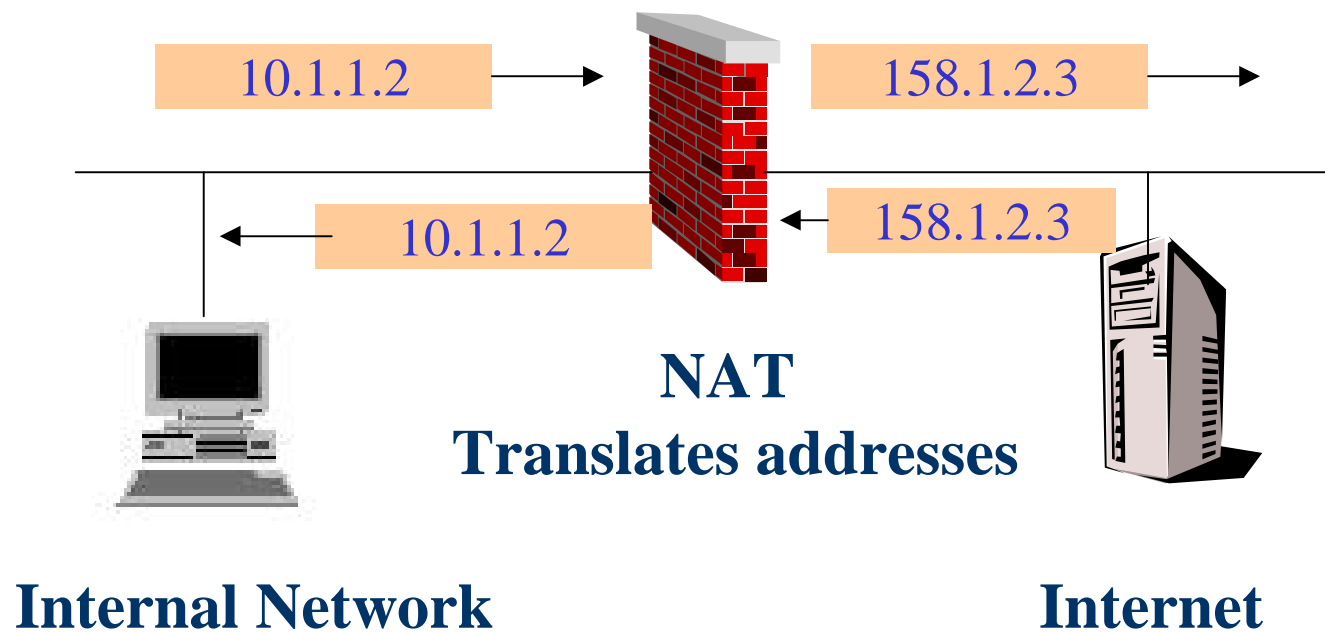 10.1.1.2
158.1.2.3
10.1.1.2
158.1.2.3
NAT
Translates addresses
Internal Network
Internet